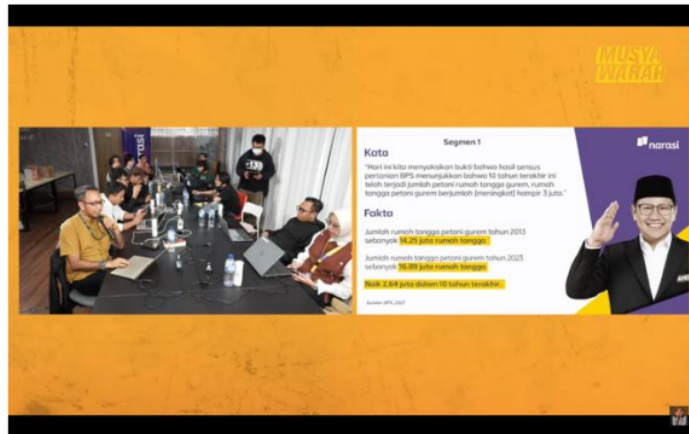 MUSYA
WARAH
narasi
Segmen 1
narasi
Kata
"Hari ini kita menyaksikan bukti bahwa hasil sensus
pertanian BPS menunjukkan bahwa 10 tahun terakhir ini
telah terjadi jumlah petani rumah tangga gurem, rumah
tangga petani gurem berjumlah (meningkat) hampir 3 juta."
Fakta
Jumlah rumah tangga petani gurem tahun 2013
sebanyak 14.25 juta rumah tangga
Jumlah rumah tangga petani gurem tahun 2023
sebanyak 16.89 juta rumah tangga
Naik 2.64 juta dalam 10 tahun terakhir.
Sumber: BPS, 2023